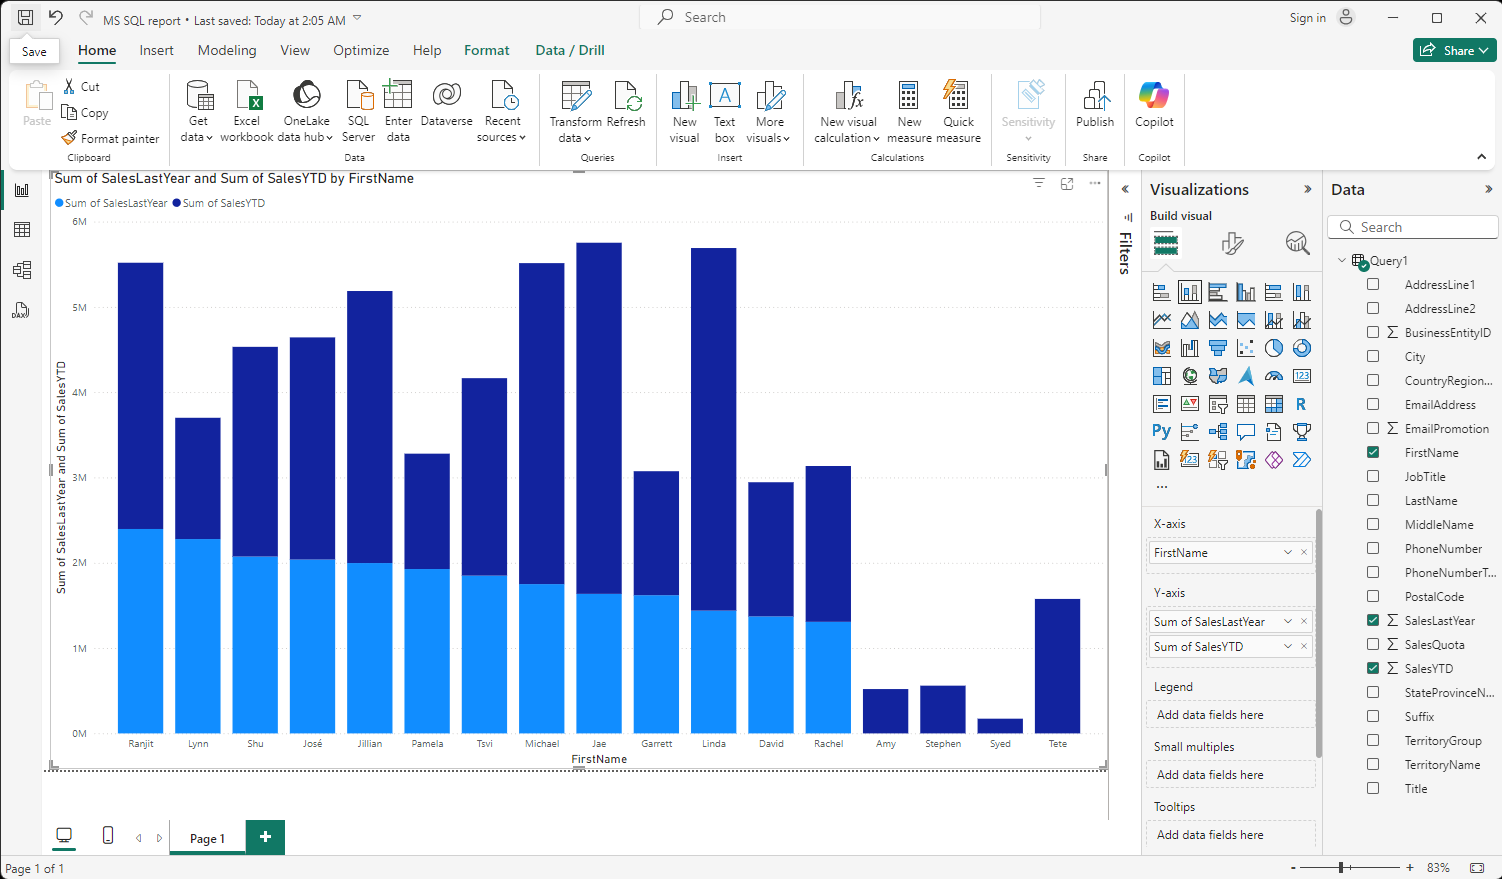 MS SQL report • Last saved: Today at 2:05 AM
Search
Sign in
Save
Home
Insert
Modeling
View
Optimize
Help
Format
Data / Drill
Share
Paste
Cut
Copy
Format painter
Clipboard
Get
data
Excel
workbook
OneLake
data hub
SQL
Server
Enter
data
Dataverse
Recent
sources
Data
Transform
data
Refresh
Queries
New
visual
Text
box
More
visuals
Insert
New visual
calculation
New
measure
Quick
measure
Calculations
Sensitivity
Sensitivity
Publish
Share
Copilot
Copilot
Sum of SalesLastYear and Sum of SalesYTD by FirstName
Sum of SalesLastYear Sum of SalesYTD
6M
5M
4M
3M
2M
1M
0M
Sum of SalesLastYear and Sum of SalesYTD
Ranjit Lynn Shu José Jillian Pamela Tsvi Michael Jae Garrett Linda David Rachel Amy Stephen Syed Tete
FirstName
Filters
Visualizations
Build visual
123
R
Py
123
X-axis
FirstName
Y-axis
Sum of SalesLastYear
Sum of SalesYTD
Legend
Add data fields here
Small multiples
Add data fields here
Tooltips
Add data fields here
Data
Search
Query1
AddressLine1
AddressLine2
BusinessEntityID
City
CountryRegion...
EmailAddress
EmailPromotion
FirstName
JobTitle
LastName
MiddleName
PhoneNumber
PhoneNumberT...
PostalCode
SalesLastYear
SalesQuota
SalesYTD
StateProvinceN...
Suffix
TerritoryGroup
TerritoryName
Title
Page 1
Page 1 of 1
83%